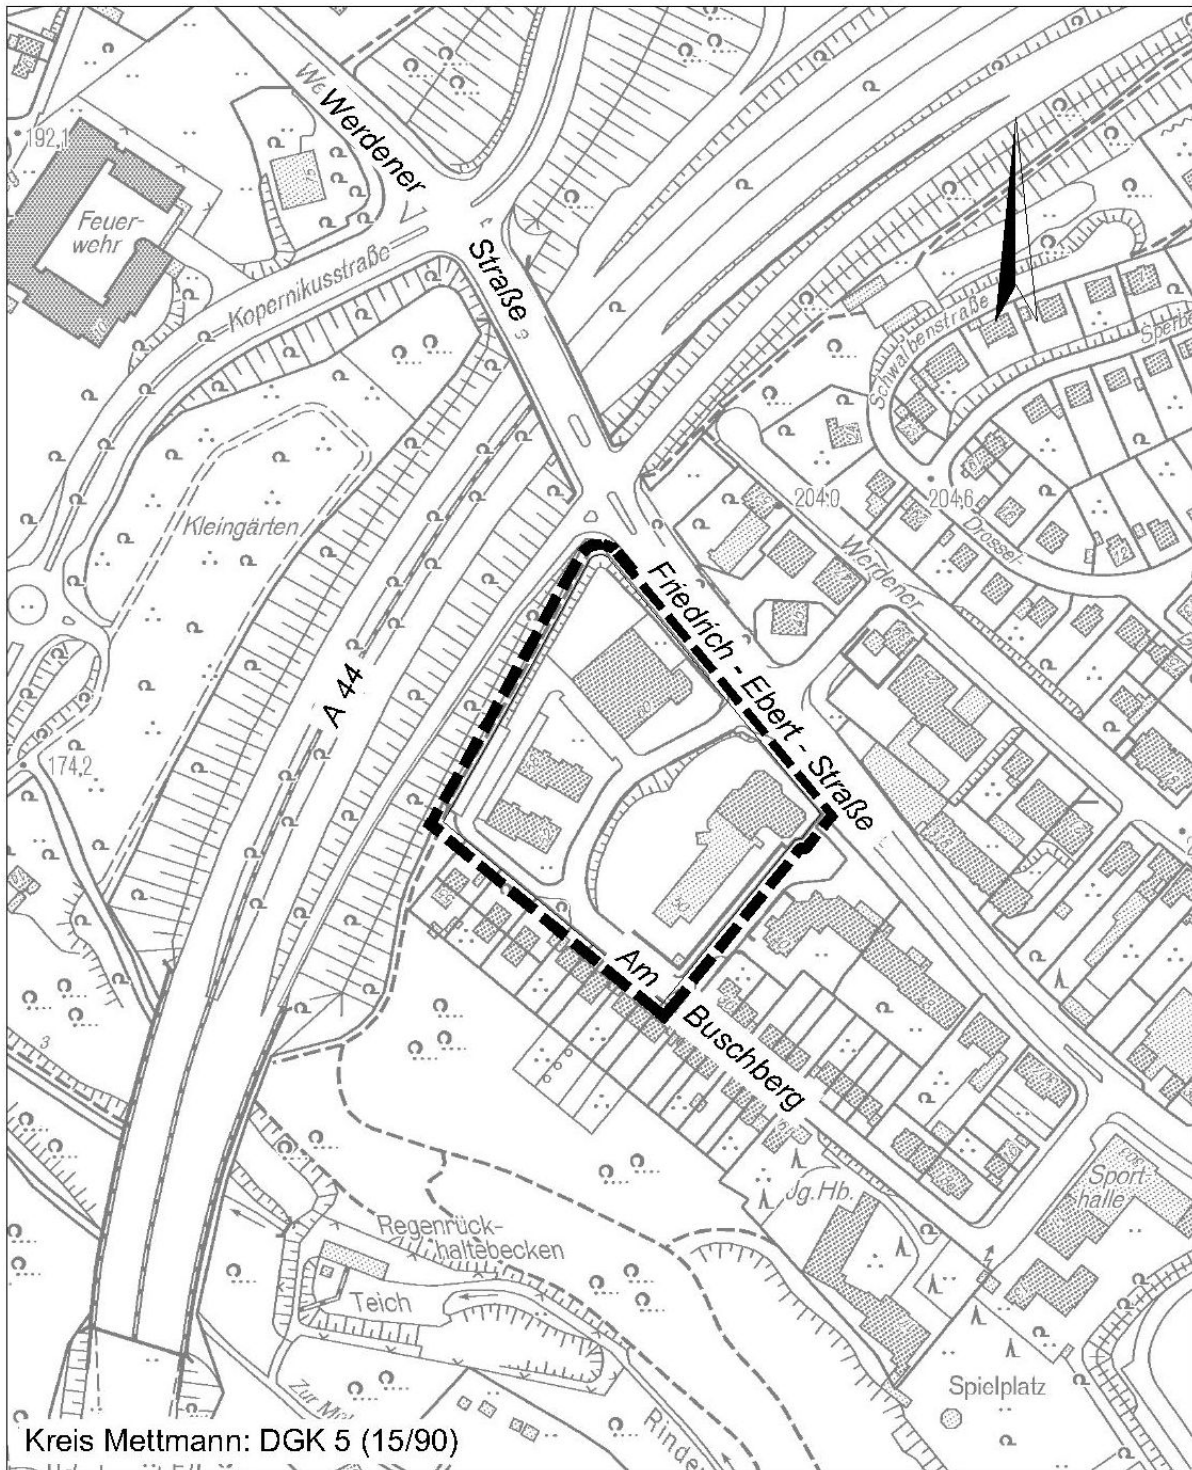 Werdener
Straße
192,1
Feuer-
wehr
Kopernikusstraße
Schwalbenstraße
Kleingärten
204,0
204,6
Drossel-
Werdener
Friedrich - Ebert - Straße
A 44
174,2
Am
Buschberg
3
Jg.Hb.
Sport-
halle
Regenrück-
haltebecken
Teich
Spielplatz
Kreis Mettmann: DGK 5 (15/90)